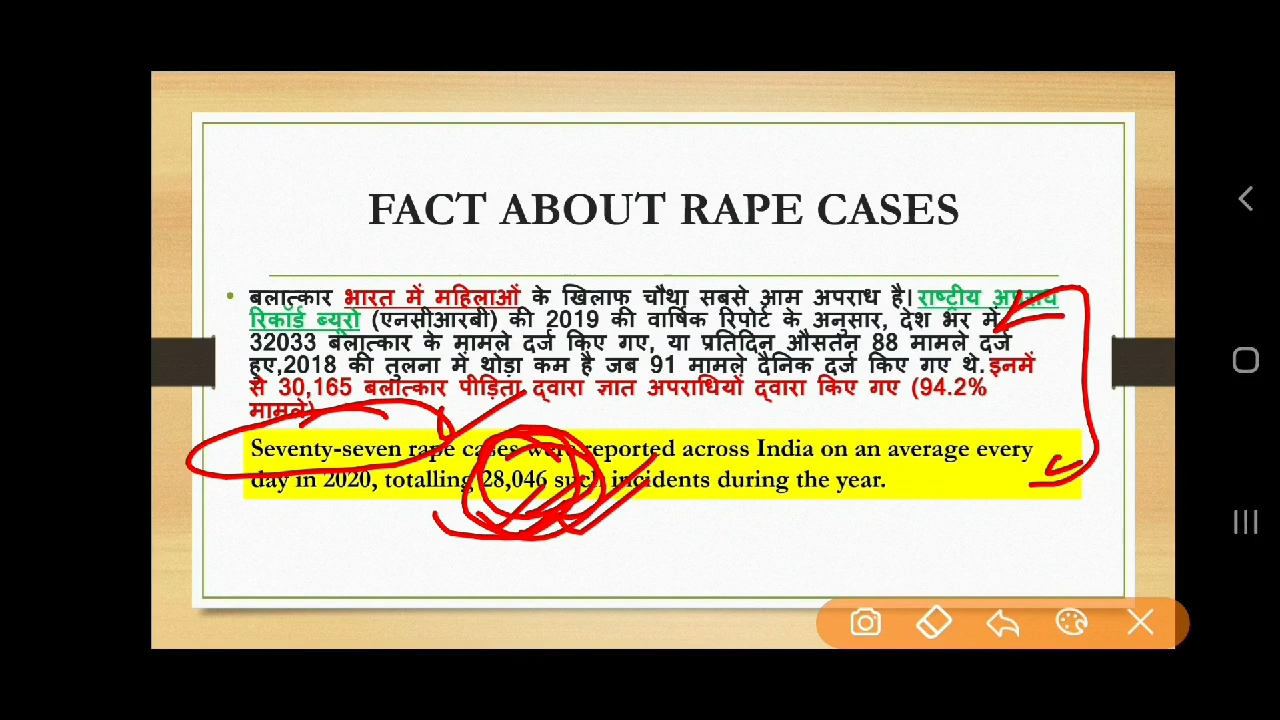 FACT ABOUT RAPE CASES
• बलात्कार भारत में महिलाओं के खिलाफ चौथा सबसे आम अपराध है। राष्ट्रीय अपराध
रिकॉर्ड ब्यूरो (एनसीआरबी) की 2019 की वार्षिक रिपोर्ट के अनुसार, देश भर में
32033 बलात्कार के मामले दर्ज किए गए, या प्रतिदिन औसतन 88 मामले दर्ज
हुए,2018 की तुलना में थोड़ा कम है जब 91 मामले दैनिक दर्ज किए गए थे. इनमें
से 30,165 बलात्कार पीड़िता द्वारा ज्ञात अपराधियों द्वारा किए गए (94.2%
मामले)
Seventy-seven rape cases were reported across India on an average every
day in 2020, totalling 28,046 such incidents during the year.